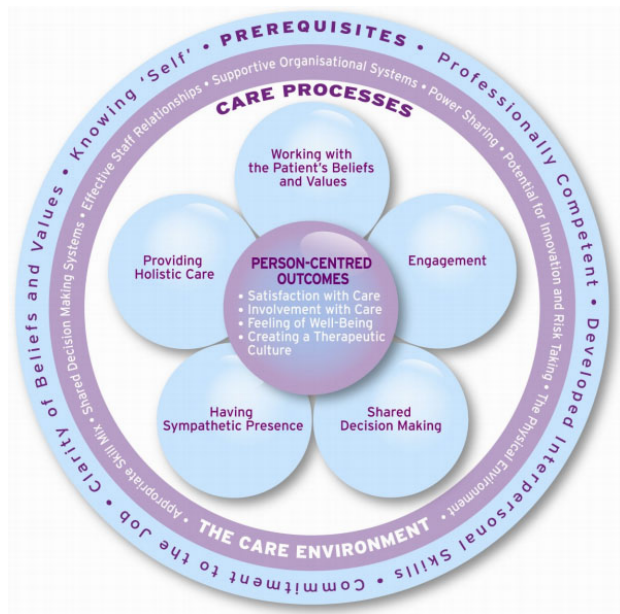 • PREREQUISITES • Professionally Competent • Developed Interpersonal Skills • Commitment to the Job • Clarity of Beliefs and Values • Knowing 'Self'
• THE CARE ENVIRONMENT • Appropriate Skill Mix • Shared Decision Making Systems • Effective Staff Relationships • Supportive Organisational Systems • Power Sharing • Potential for Innovation and Risk Taking • The Physical Environment
CARE PROCESSES
Working with
the Patient's Beliefs
and Values
Providing
Holistic Care
Engagement
PERSON-CENTRED
OUTCOMES
• Satisfaction with Care
• Involvement with Care
• Feeling of Well-Being
• Creating a Therapeutic
Culture
Having
Sympathetic Presence
Shared
Decision Making